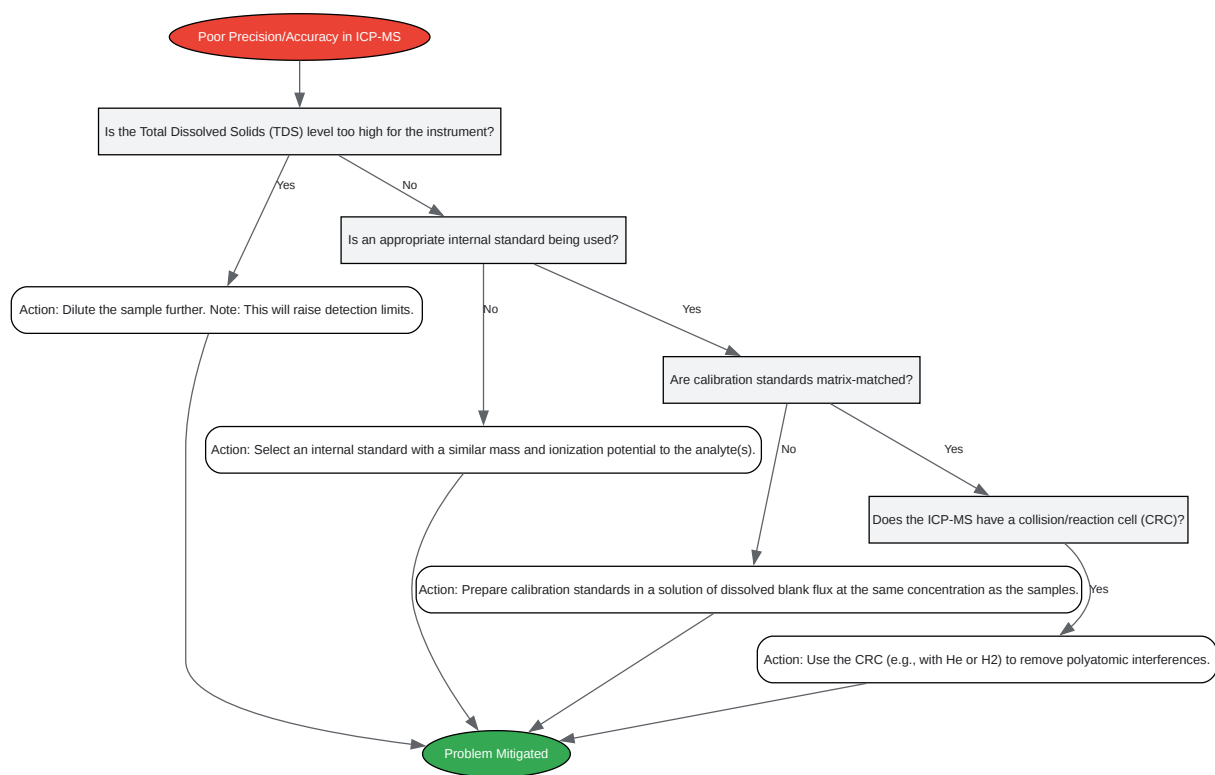 Poor Precision/Accuracy in ICP-MS
Is the Total Dissolved Solids (TDS) level too high for the instrument?
Yes
No
Is an appropriate internal standard being used?
Action: Dilute the sample further. Note: This will raise detection limits.
No
Yes
Are calibration standards matrix-matched?
Action: Select an internal standard with a similar mass and ionization potential to the analyte(s).
No
Yes
Does the ICP-MS have a collision/reaction cell (CRC)?
Action: Prepare calibration standards in a solution of dissolved blank flux at the same concentration as the samples.
Yes
Action: Use the CRC (e.g., with He or H2) to remove polyatomic interferences.
Problem Mitigated